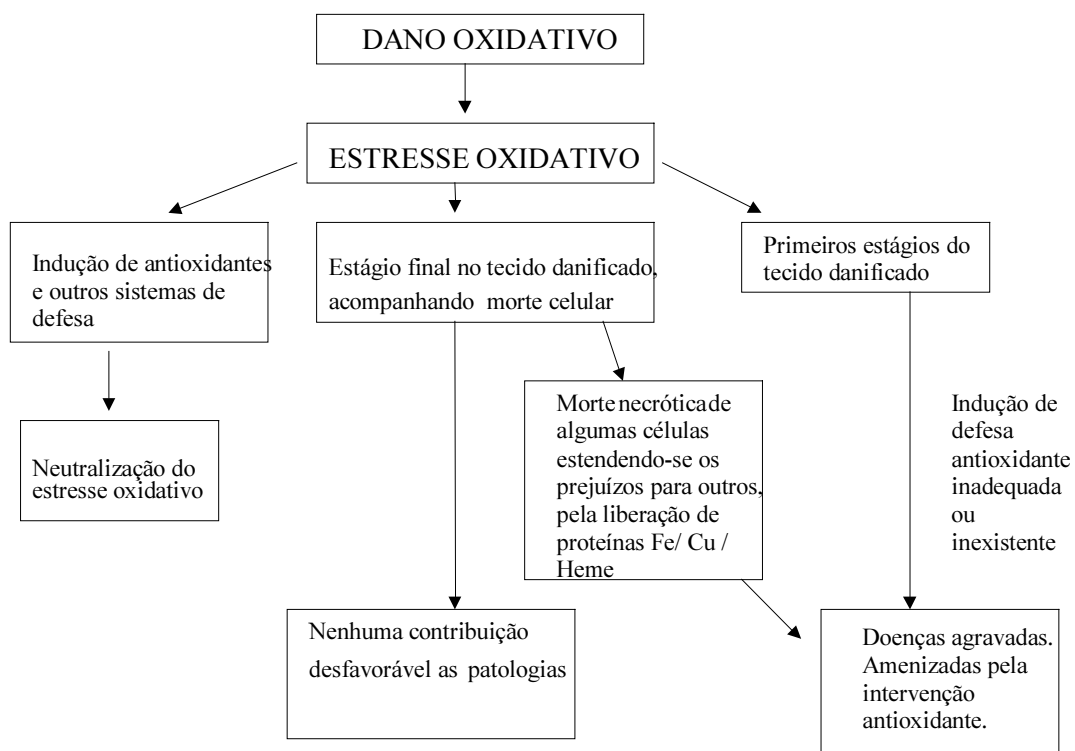 DANO OXIDATIVO
ESTRESSE OXIDATIVO
Indução de antioxidantes
e outros sistemas de
defesa
Estágio final no tecido danificado,
acompanhando morte celular
Primeiros estágios do
tecido danificado
Neutralização do
estresse oxidativo
Morte necrótica de
algumas células
estendendo-se os
prejuízos para outros,
pela liberação de
proteínas Fe/ Cu /
Heme
Indução de
defesa
antioxidante
inadequada
ou
inexistente
Nenhuma contribuição
desfavorável as patologias
Doenças agravadas.
Amenizadas pela
intervenção
antioxidante.